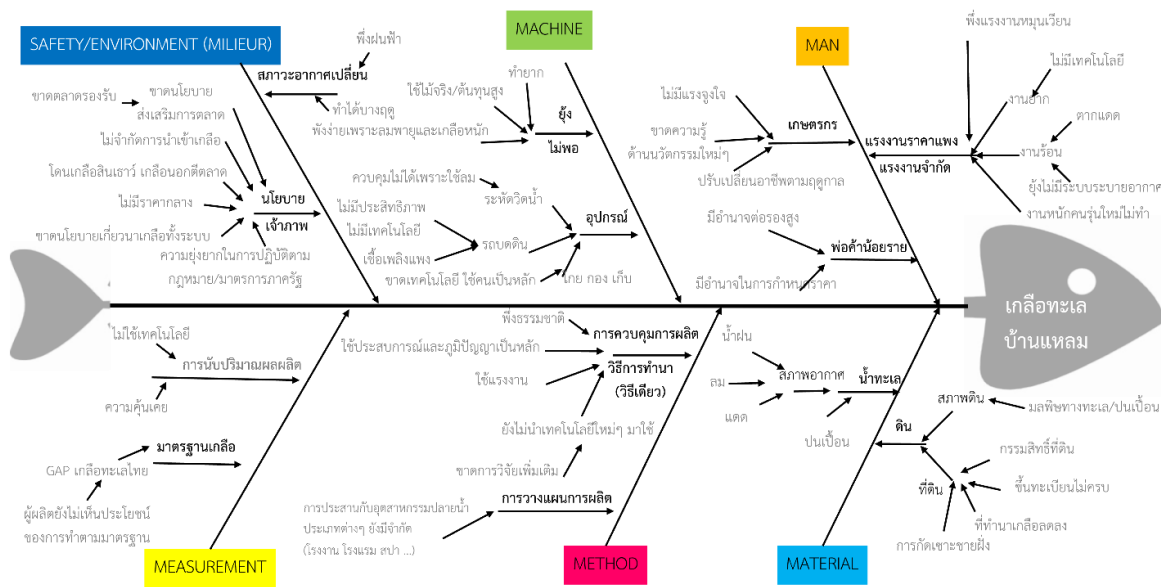 SAFETY/ENVIRONMENT (MILIEUR)
MACHINE
MAN
พึ่งฝนฟ้า
สภาวะอากาศเปลี่ยน
ทำได้บางฤดู
ขาดตลาดรองรับ
ขาดนโยบาย
ส่งเสริมการตลาด
ไม่จำกัดการนำเข้าเกลือ
โดนเกลือสินเธาว์ เกลือนอกตีตลาด
ไม่มีราคากลาง
ขาดนโยบายเกี่ยวนาเกลือทั้งระบบ
นโยบาย
เจ้าภาพ
ความยุ่งยากในการปฏิบัติตาม
กฎหมาย/มาตรการภาครัฐ
ทำยาก
ใช้ไม้จริง/ต้นทุนสูง
พังง่ายเพราะลมพายุและเกลือหนัก
ยุ้ง
ไม่พอ
ควบคุมไม่ได้เพราะใช้ลม
ระหัดวิดน้ำ
ไม่มีประสิทธิภาพ
ไม่มีเทคโนโลยี
รถบดดิน
เชื้อเพลิงแพง
อุปกรณ์
ขาดเทคโนโลยี ใช้คนเป็นหลัก
โกย กอง เก็บ
ไม่มีแรงจูงใจ
ขาดความรู้
ด้านนวัตกรรมใหม่ๆ
เกษตรกร
ปรับเปลี่ยนอาชีพตามฤดูกาล
พึ่งแรงงานหมุนเวียน
ไม่มีเทคโนโลยี
งานยาก
ตากแดด
งานร้อน
แรงงานราคาแพง
แรงงานจำกัด
ยุ้งไม่มีระบบระบายอากาศ
งานหนักคนรุ่นใหม่ไม่ทำ
มีอำนาจต่อรองสูง
พ่อค้าน้อยราย
มีอำนาจในการกำหนดราคา
เกลือทะเล
บ้านแหลม
ไม่ใช้เทคโนโลยี
การนับปริมาณผลผลิต
ความคุ้นเคย
มาตรฐานเกลือ
GAP เกลือทะเลไทย
ผู้ผลิตยังไม่เห็นประโยชน์
ของการทำตามมาตรฐาน
พึ่งธรรมชาติ
ใช้ประสบการณ์และภูมิปัญญาเป็นหลัก
ใช้แรงงาน
การควบคุมการผลิต
วิธีการทำนา
(วิธีเดียว)
ยังไม่นำเทคโนโลยีใหม่ๆ มาใช้
ขาดการวิจัยเพิ่มเติม
การวางแผนการผลิต
การประสานกับอุตสาหกรรมปลายน้ำ
ประเภทต่างๆ ยังมีจำกัด
(โรงงาน โรงแรม สปา ...)
น้ำฝน
ลม
แดด
สภาพอากาศ
น้ำทะเล
ปนเปื้อน
สภาพดิน
มลพิษทางทะเล/ปนเปื้อน
ดิน
กรรมสิทธิ์ที่ดิน
ขึ้นทะเบียนไม่ครบ
ที่ดิน
ที่ทำนาเกลือลดลง
การกัดเซาะชายฝั่ง
MEASUREMENT
METHOD
MATERIAL